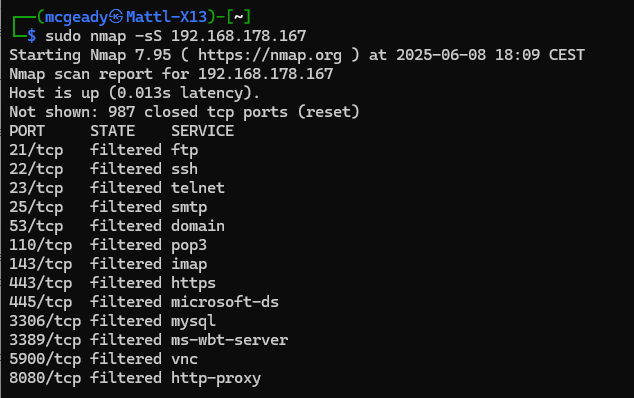 ┌──(mcgeady㉿Mattl-X13)-[~]
└─$ sudo nmap -sS 192.168.178.167
Starting Nmap 7.95 ( https://nmap.org ) at 2025-06-08 18:09 CEST
Nmap scan report for 192.168.178.167
Host is up (0.013s latency).
Not shown: 987 closed tcp ports (reset)
PORT     STATE    SERVICE
21/tcp   filtered ftp
22/tcp   filtered ssh
23/tcp   filtered telnet
25/tcp   filtered smtp
53/tcp   filtered domain
110/tcp  filtered pop3
143/tcp  filtered imap
443/tcp  filtered https
445/tcp  filtered microsoft-ds
3306/tcp filtered mysql
3389/tcp filtered ms-wbt-server
5900/tcp filtered vnc
8080/tcp filtered http-proxy